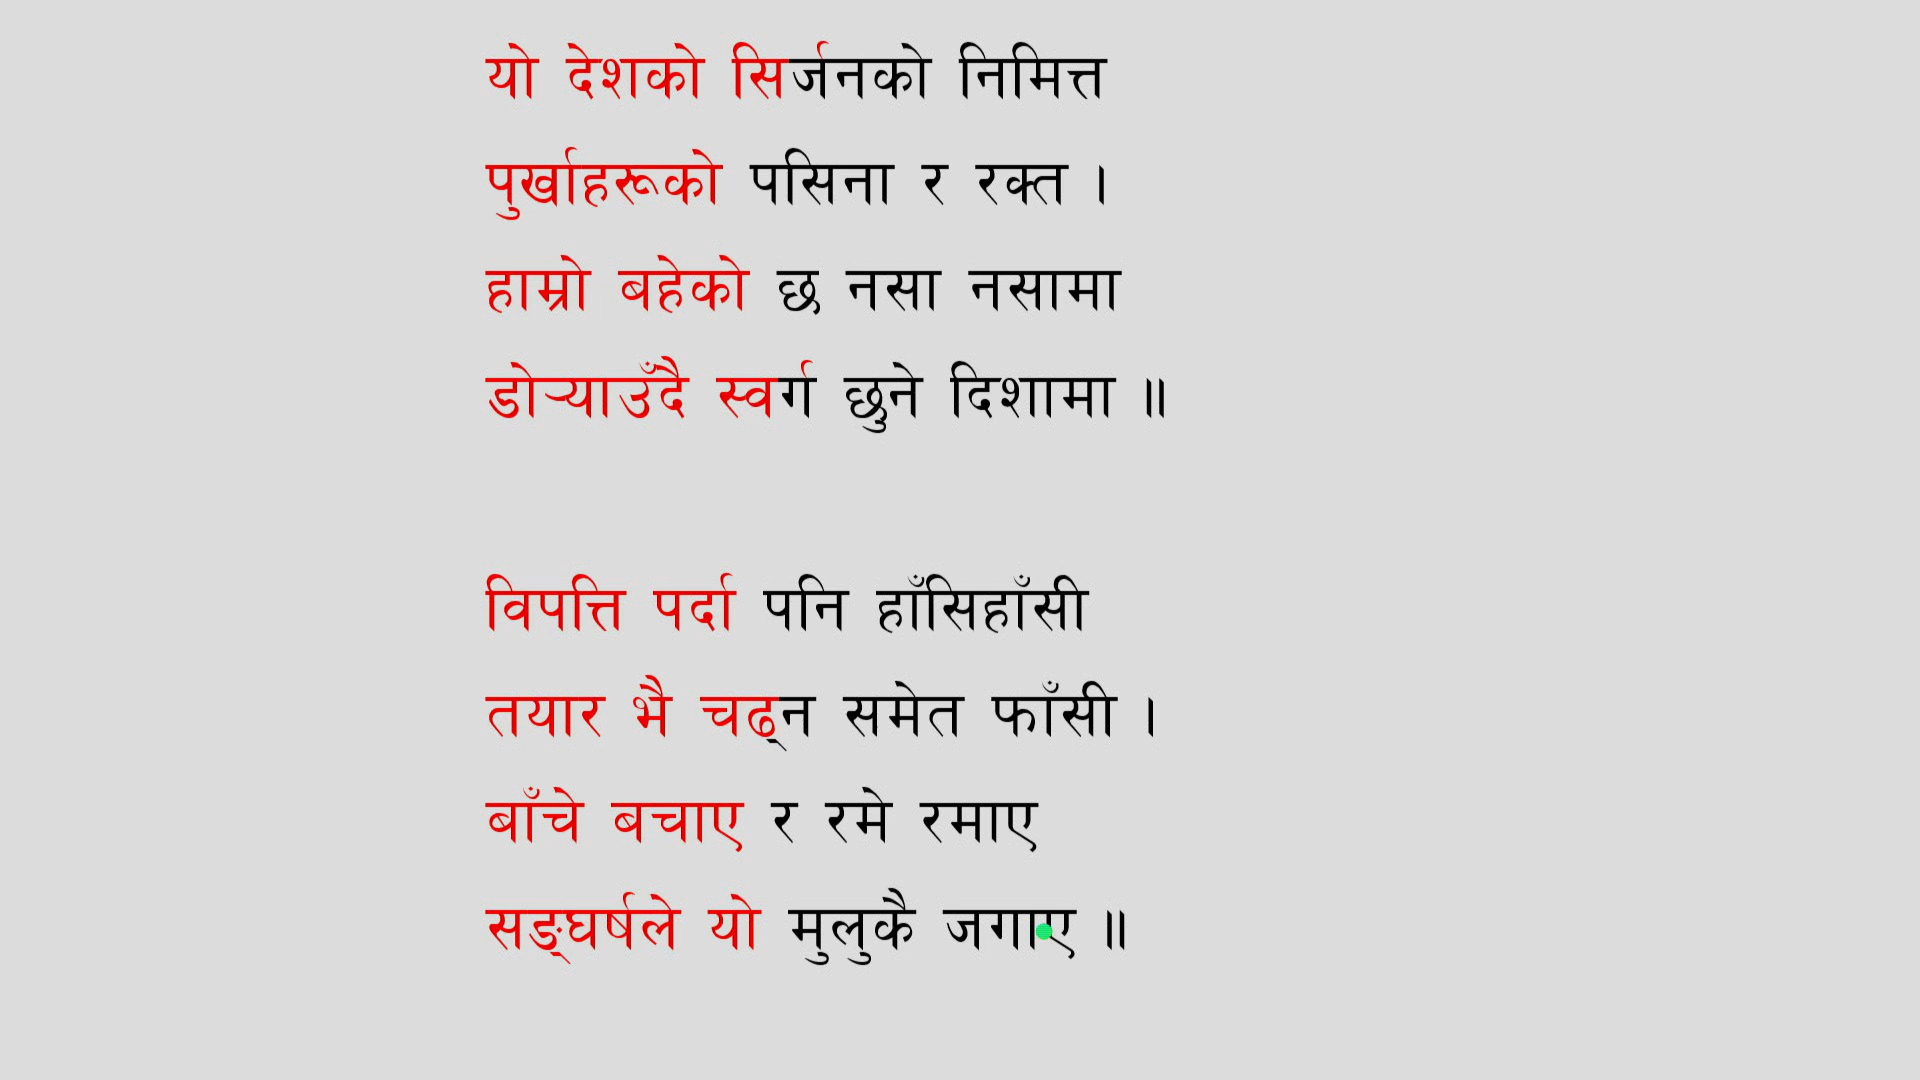 यो देशको सिर्जनको निमित्त
पुर्खाहरूको पसिना र रक्त ।
हाम्रो बहेको छ नसा नसामा
डोऱ्याउँदै स्वर्ग छुने दिशामा ॥
विपत्ति पर्दा पनि हाँसिहाँसी
तयार भै चढ्न समेत फाँसी ।
बाँचे बचाए र रमे रमाए
सङ्घर्षले यो मुलुकै जगाए ॥